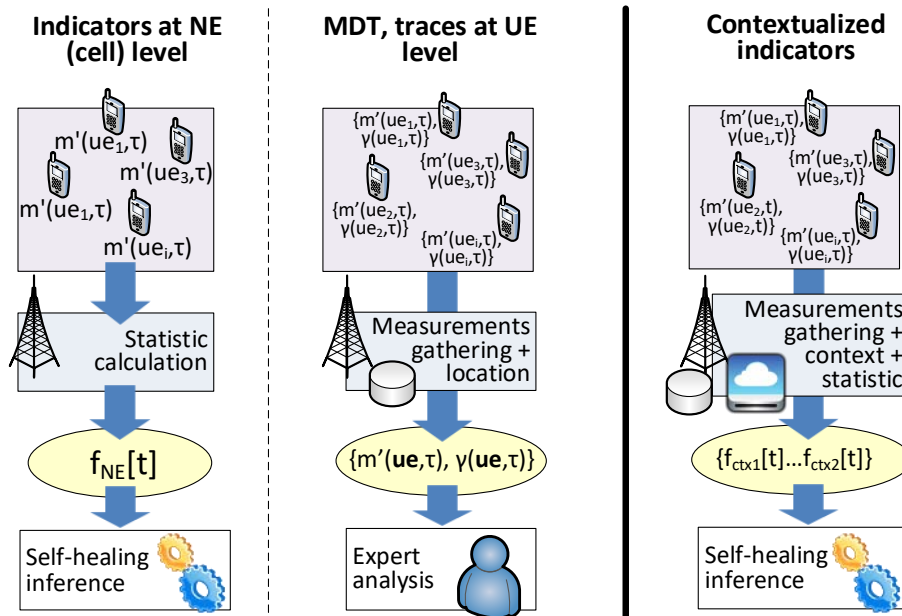 Indicators at NE
(cell) level
m'(ue1,τ)
m'(ue3,τ)
m'(ue1,τ)
m'(uei,τ)
Statistic
calculation
fNE[t]
Self-healing
inference
MDT, traces at UE
level
{m’(ue1,τ),
γ(ue1,τ)}
{m’(ue3,τ),
γ(ue3,τ)}
{m’(ue2,τ),
γ(ue2,τ)}
{m’(uei,τ),
γ(uei,τ)}
Measurements
gathering +
location
{m’(ue,τ), γ(ue,τ)}
Expert
analysis
Contextualized
indicators
{m’(ue1,τ),
γ(ue1,τ)}
{m’(ue3,τ),
γ(ue3,τ)}
{m’(ue2,t),
γ(ue2,t)}
{m’(uei,τ),
γ(uei,τ)}
Measurements
gathering +
context +
statistic
{fctx1[t]...fctx2[t]}
Self-healing
inference